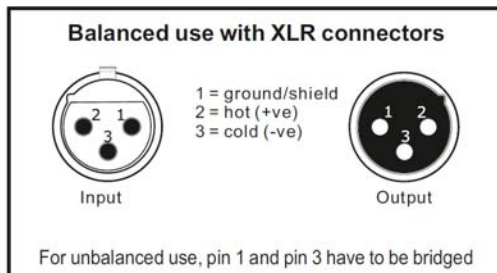 Balanced use with XLR connectors
1 = ground/shield
2 = hot (+ve)
3 = cold (-ve)
2 1
3
Input
1 2
3
Output
For unbalanced use, pin 1 and pin 3 have to be bridged